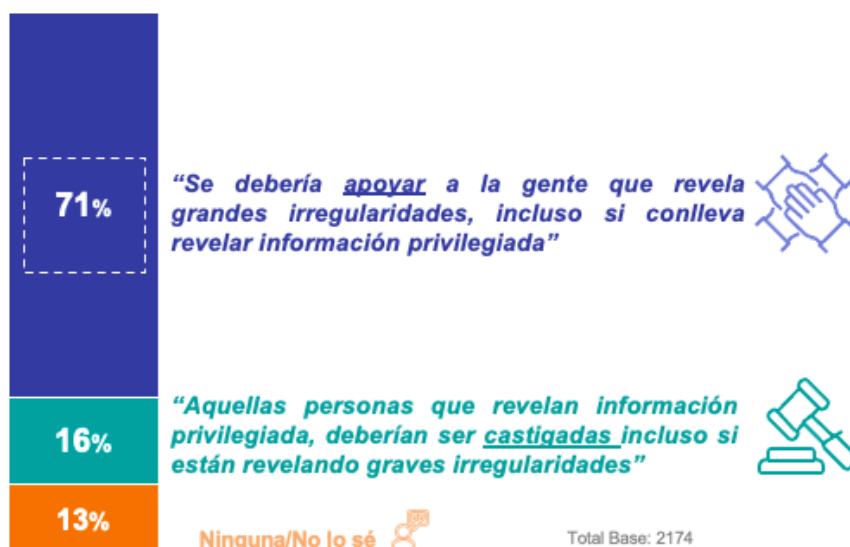 71%
“Se debería apoyar a la gente que revela
grandes irregularidades, incluso si conlleva
revelar información privilegiada”
16%
“Aquellas personas que revelan información
privilegiada, deberían ser castigadas incluso si
están revelando graves irregularidades”
13%
Ninguna/No lo sé
Total Base: 2174